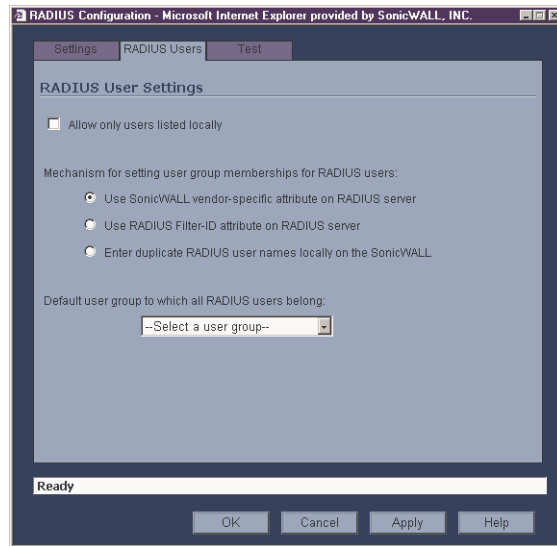 RADIUS Configuration - Microsoft Internet Explorer provided by SonicWALL, INC.
Settings
RADIUS Users
Test
RADIUS User Settings
Allow only users listed locally
Mechanism for setting user group memberships for RADIUS users:
Use SonicWALL vendor-specific attribute on RADIUS server
Use RADIUS Filter-ID attribute on RADIUS server
Enter duplicate RADIUS user names locally on the SonicWALL
Default user group to which all RADIUS users belong:
--Select a user group--
Ready
OK
Cancel
Apply
Help